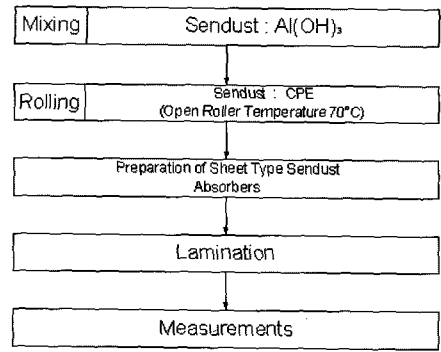 Mixing Sendust : Al(OH)₃
Rolling Sendust : CPE
(Open Roller Temperature 70°C)
Preparation of Sheet Type Sendust
Absorbers
Lamination
Measurements